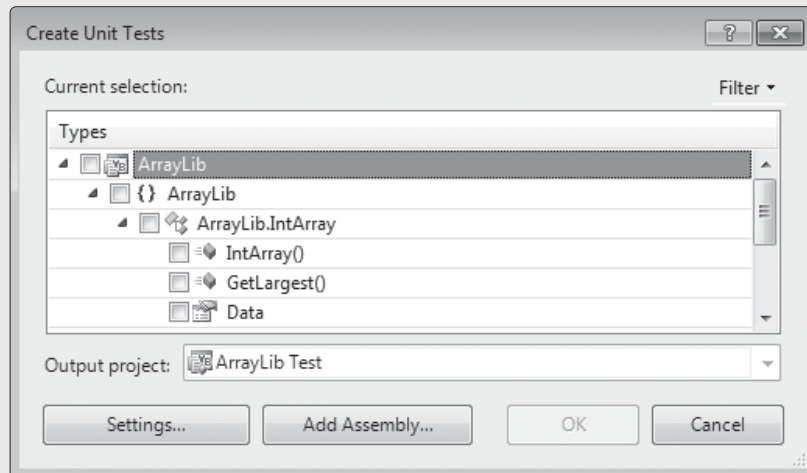 Create Unit Tests
Current selection:
Filter
Types
ArrayLib
{} ArrayLib
ArrayLib.IntArray
IntArray()
GetLargest()
Data
Output project: ArrayLib Test
Settings... Add Assembly... OK Cancel